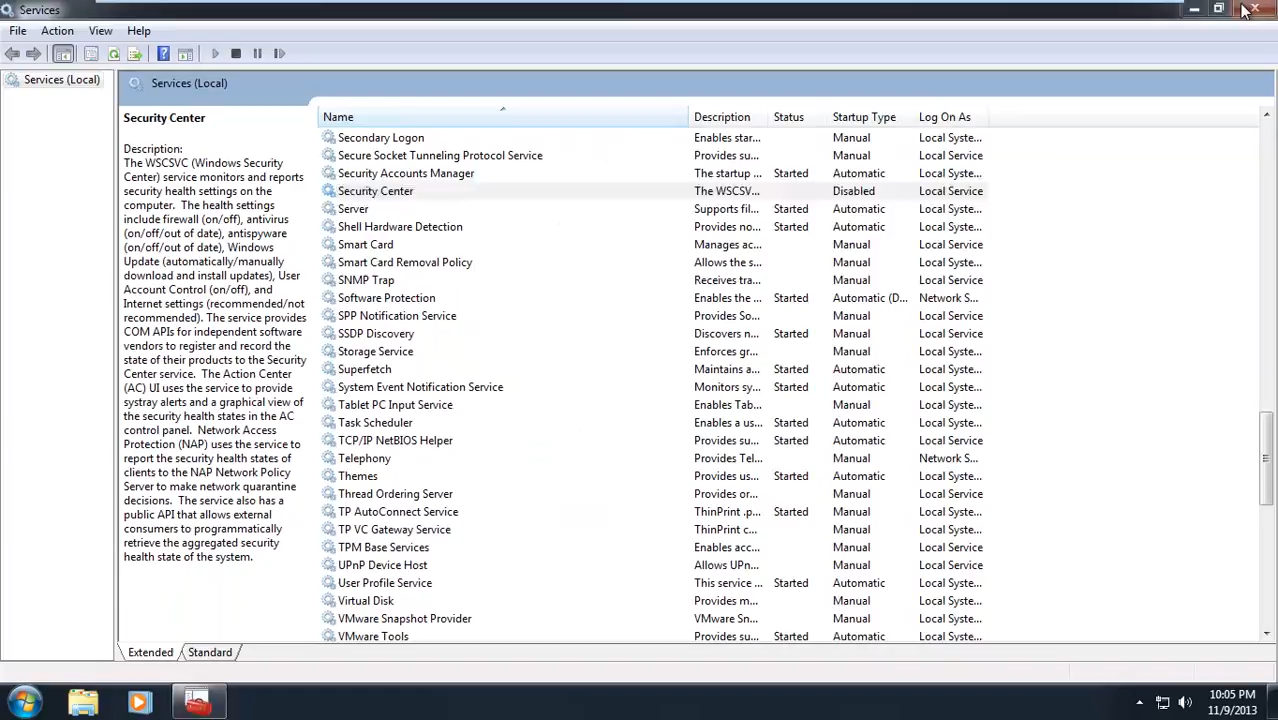 Services
File Action View Help
Services (Local)
Services (Local)
Security Center
Description:
The WSCSVC (Windows Security
Center) service monitors and reports
security health settings on the
computer. The health settings
include firewall (on/off), antivirus
(on/off/out of date), antispyware
(on/off/out of date), Windows
Update (automatically/manually
download and install updates), User
Account Control (on/off), and
Internet settings (recommended/not
recommended). The service provides
COM APIs for independent software
vendors to register and record the
state of their products to the Security
Center service. The Action Center
(AC) UI uses the service to provide
systray alerts and a graphical view of
the security health states in the AC
control panel. Network Access
Protection (NAP) uses the service to
report the security health states of
clients to the NAP Network Policy
Server to make network quarantine
decisions. The service also has a
public API that allows external
consumers to programmatically
retrieve the aggregated security
health state of the system.
Name Description Status Startup Type Log On As
Secondary Logon Enables star... Manual Local Syste...
Secure Socket Tunneling Protocol Service Provides su... Manual Local Service
Security Accounts Manager The startup ... Started Automatic Local Syste...
Security Center The WSCSV... Disabled Local Service
Server Supports fil... Started Automatic Local Syste...
Shell Hardware Detection Provides no... Started Automatic Local Syste...
Smart Card Manages ac... Manual Local Service
Smart Card Removal Policy Allows the s... Manual Local Syste...
SNMP Trap Receives tra... Manual Local Service
Software Protection Enables the ... Started Automatic (D... Network S...
SPP Notification Service Provides So... Manual Local Service
SSDP Discovery Discovers n... Started Manual Local Service
Storage Service Enforces gr... Manual Local Syste...
Superfetch Maintains a... Started Automatic Local Syste...
System Event Notification Service Monitors sy... Started Automatic Local Syste...
Tablet PC Input Service Enables Tab... Manual Local Syste...
Task Scheduler Enables a us... Started Automatic Local Syste...
TCP/IP NetBIOS Helper Provides su... Started Automatic Local Service
Telephony Provides Tel... Manual Network S...
Themes Provides us... Started Automatic Local Syste...
Thread Ordering Server Provides or... Manual Local Service
TP AutoConnect Service ThinPrint .p... Started Manual Local Syste...
TP VC Gateway Service ThinPrint c... Manual Local Syste...
TPM Base Services Enables acc... Manual Local Service
UPnP Device Host Allows UPn... Manual Local Service
User Profile Service This service ... Started Automatic Local Syste...
Virtual Disk Provides m... Manual Local Syste...
VMware Snapshot Provider VMware Sn... Manual Local Syste...
VMware Tools Provides su... Started Automatic Local Syste...
Extended Standard
10:05 PM
11/9/2013